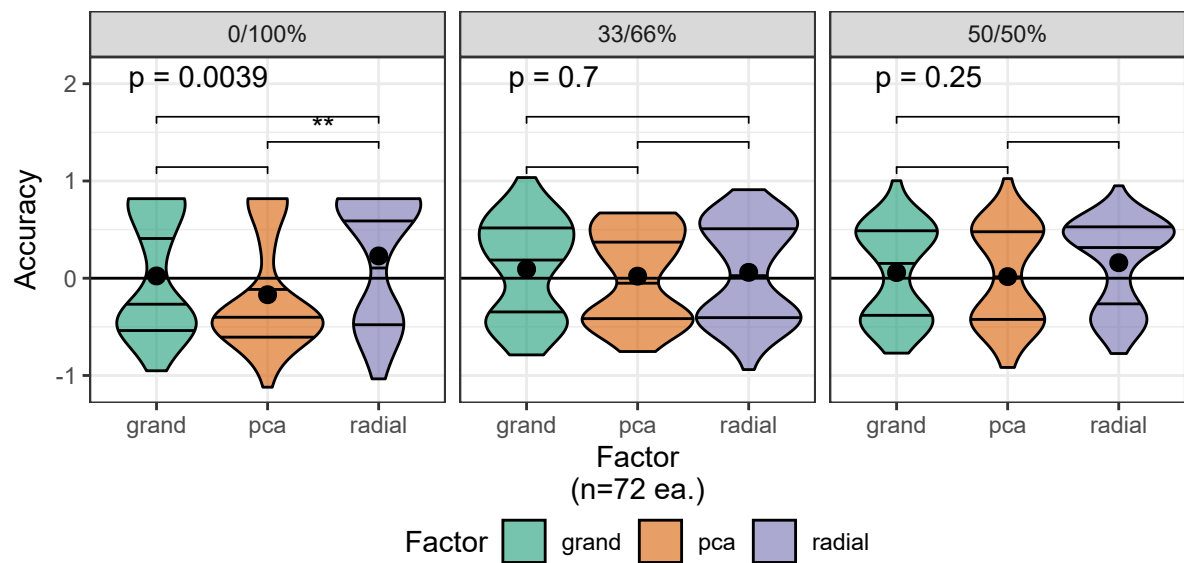 0/100% 33/66% 50/50%
p = 0.0039 p = 0.7 p = 0.25
**
2
1
0
-1
Accuracy
grand pca radial grand pca radial grand pca radial
Factor
(n=72 ea.)
Factor grand pca radial